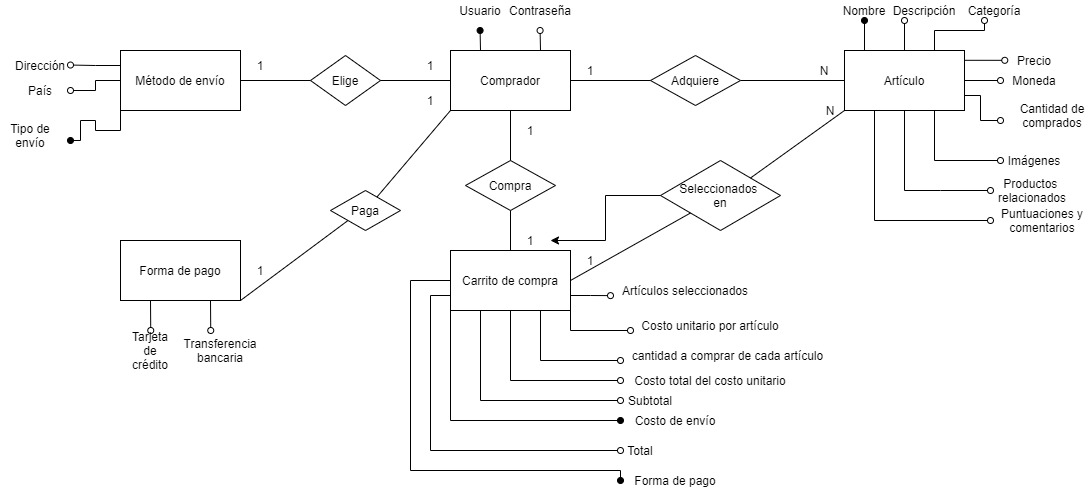 Usuario
Contraseña
Nombre
Descripción
Categoría
Dirección
País
Tipo de
envío
Método de envío
1
Elige
1
Comprador
1
Adquiere
N
Artículo
Precio
Moneda
Cantidad de
comprados
Imágenes
Productos
relacionados
Puntuaciones y
comentarios
1
1
N
Compra
Seleccionados
en
Paga
1
1
1
Forma de pago
Tarjeta
de
crédito
Transferencia
bancaria
Carrito de compra
Artículos seleccionados
Costo unitario por artículo
cantidad a comprar de cada artículo
Costo total del costo unitario
Subtotal
Costo de envío
Total
Forma de pago